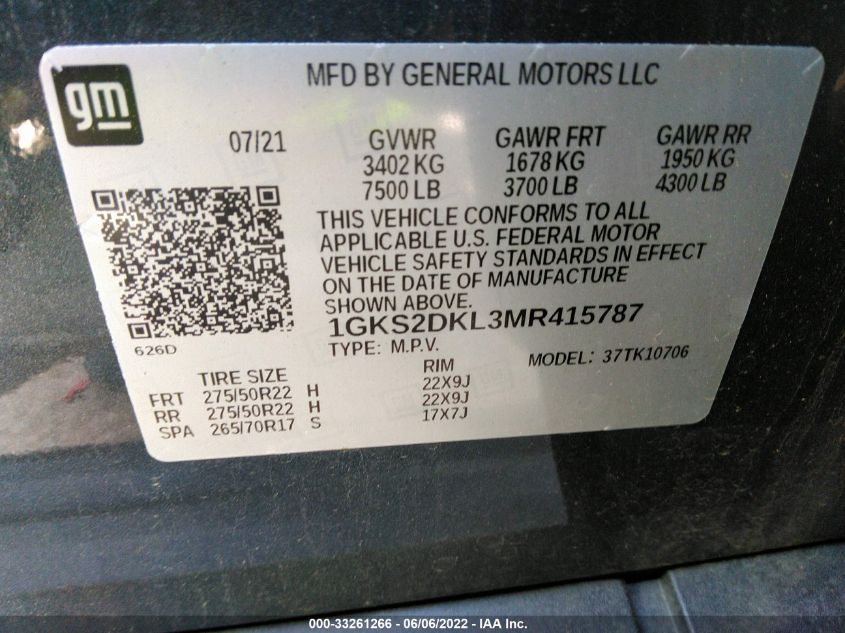 gm
MFD BY GENERAL MOTORS LLC
07/21 GVWR GAWR FRT GAWR RR
3402 KG 1678 KG 1950 KG
7500 LB 3700 LB 4300 LB
THIS VEHICLE CONFORMS TO ALL
APPLICABLE U.S. FEDERAL MOTOR
VEHICLE SAFETY STANDARDS IN EFFECT
ON THE DATE OF MANUFACTURE
SHOWN ABOVE.
1GKS2DKL3MR415787
626D TYPE: M.P.V. MODEL: 37TK10706
TIRE SIZE RIM
FRT 275/50R22 H 22X9J
RR 275/50R22 H 22X9J
SPA 265/70R17 S 17X7J
000-33261266 - 06/06/2022 - IAA Inc.